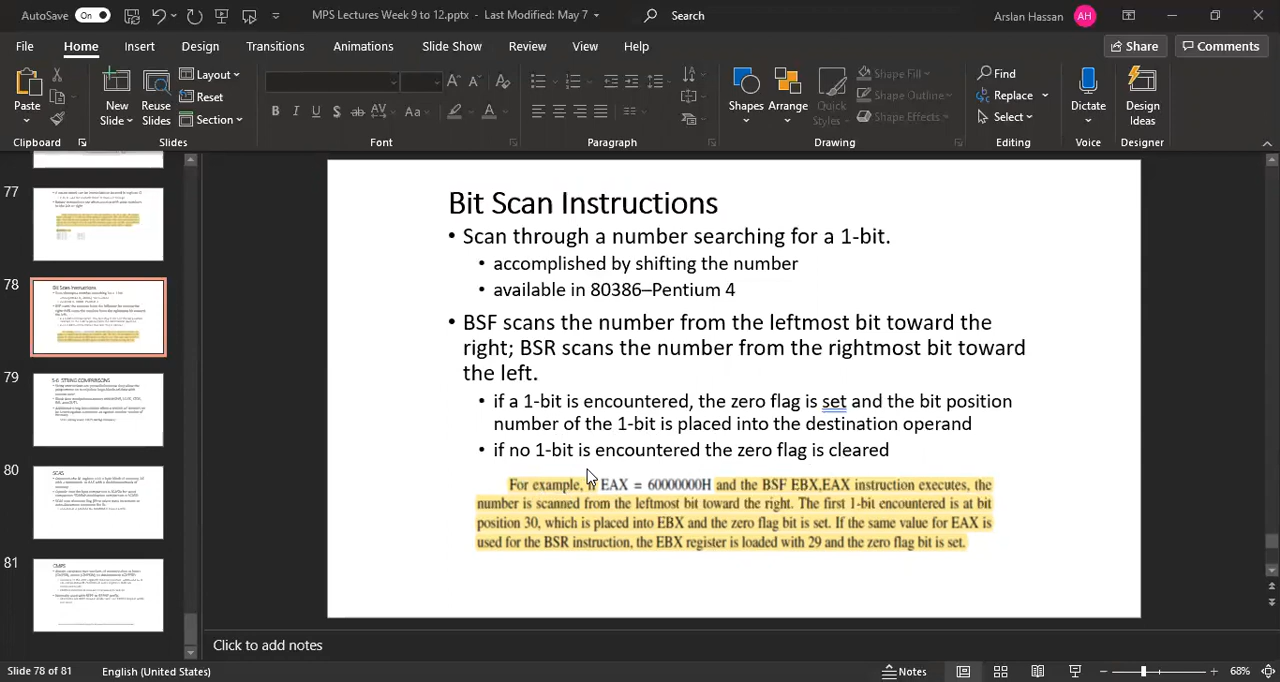 AutoSave On
MPS Lectures Week 9 to 12.pptx - Last Modified: May 7
Search
Arslan Hassan
AH
File Home Insert Design Transitions Animations Slide Show Review View Help
Share Comments
Paste
New Slide
Reuse Slides
Layout
Reset
Section
Shapes
Arrange
Quick Styles
Shape Fill
Shape Outline
Shape Effects
Find
Replace
Select
Dictate
Design Ideas
Clipboard Slides Font Paragraph Drawing Editing Voice Designer
77
78
Bit Scan Instructions
79
5-6 STRING COMPARISONS
80
SCAS
81
CMPS
Bit Scan Instructions
• Scan through a number searching for a 1-bit.
• accomplished by shifting the number
• available in 80386–Pentium 4
• BSF scans the number from the leftmost bit toward the
right; BSR scans the number from the rightmost bit toward
the left.
• if a 1-bit is encountered, the zero flag is set and the bit position
number of the 1-bit is placed into the destination operand
• if no 1-bit is encountered the zero flag is cleared
For example, if EAX = 60000000H and the BSF EBX,EAX instruction executes, the
number is scanned from the leftmost bit toward the right. The first 1-bit encountered is at bit
position 30, which is placed into EBX and the zero flag bit is set. If the same value for EAX is
used for the BSR instruction, the EBX register is loaded with 29 and the zero flag bit is set.
Click to add notes
Slide 78 of 81
English (United States)
Notes
68%